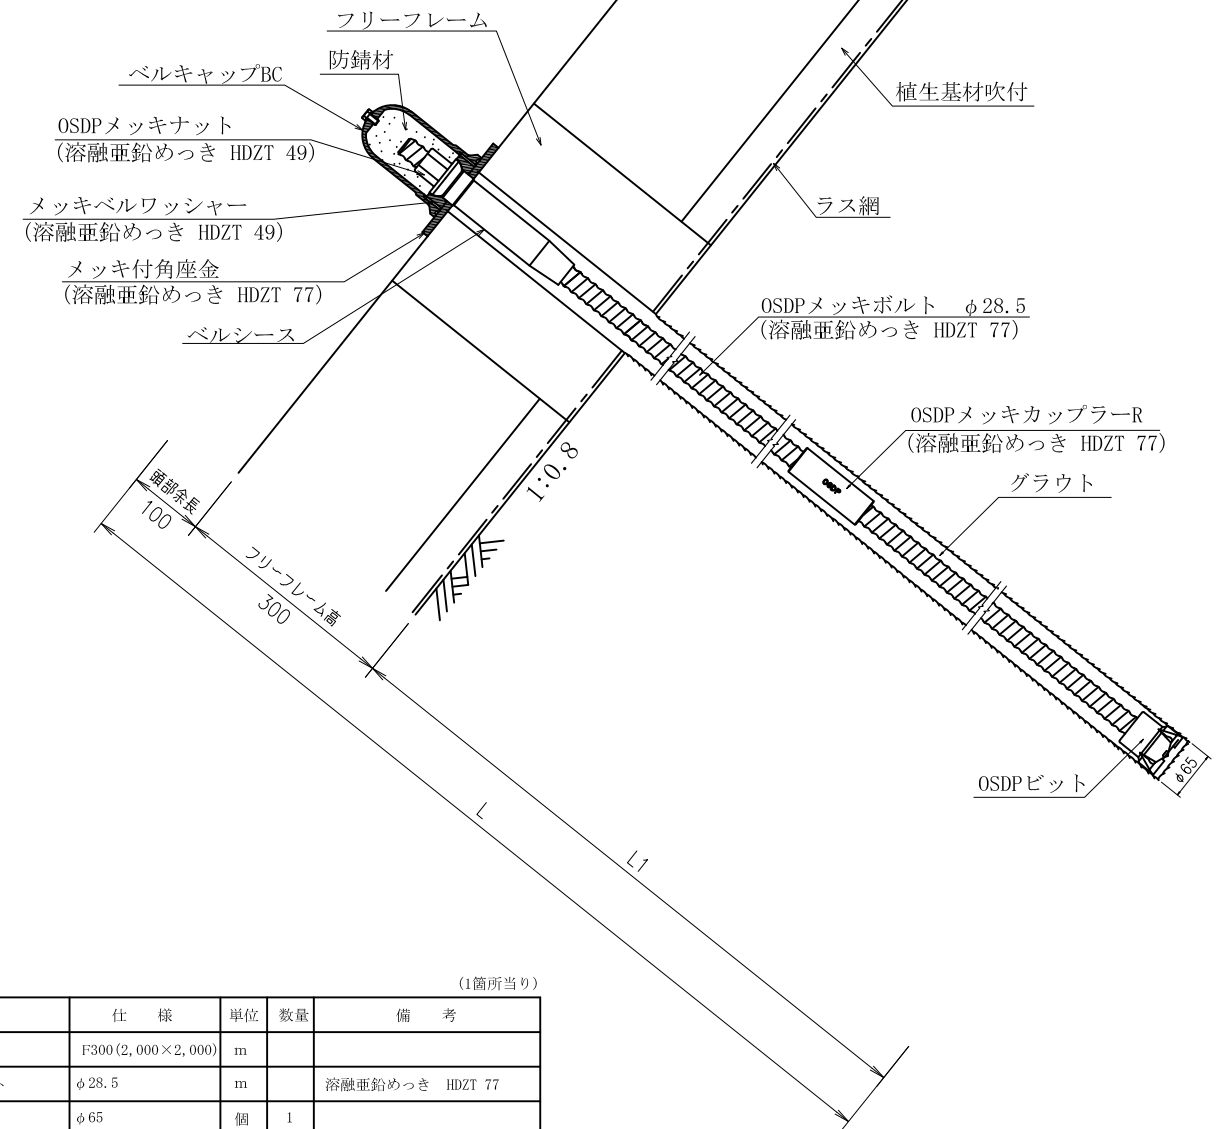 フリーフレーム
防錆材
ベルキャップBC
植生基材吹付
OSDPメッキナット
(溶融亜鉛めっき HDZT 49)
メッキベルワッシャー
(溶融亜鉛めっき HDZT 49)
ラス網
メッキ付角座金
(溶融亜鉛めっき HDZT 77)
ベルシース
OSDPメッキボルト φ28.5
(溶融亜鉛めっき HDZT 77)
OSDPメッキカップラーR
(溶融亜鉛めっき HDZT 77)
グラウト
1:0.8
OSDP
頭部余長
100
フリーフレーム高
300
OSDPビット
φ65
L
L1
(1箇所当り)
仕 様 単位 数量 備 考
F300(2,000×2,000) m
φ28.5 m 溶融亜鉛めっき HDZT 77
φ65 個 1